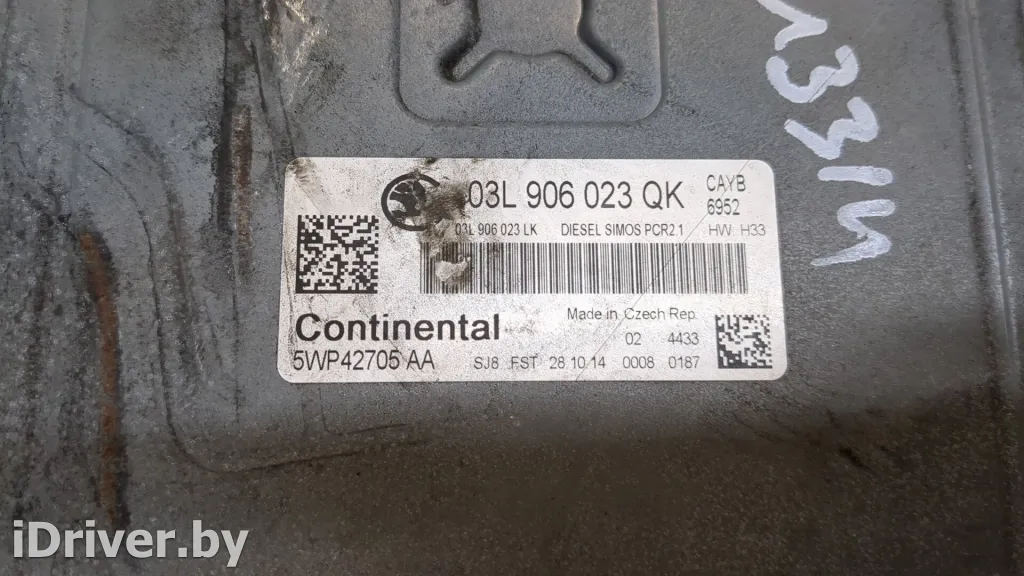 03L 906 023 QK
CAYB
6952
03L 906 023 LK DIESEL SIMOS PCR2.1 HW H33
Continental
Made in Czech Rep.
02 4433
5WP42705 AA
SJ8 FST 28 10 14 0008 0187
iDriver.by